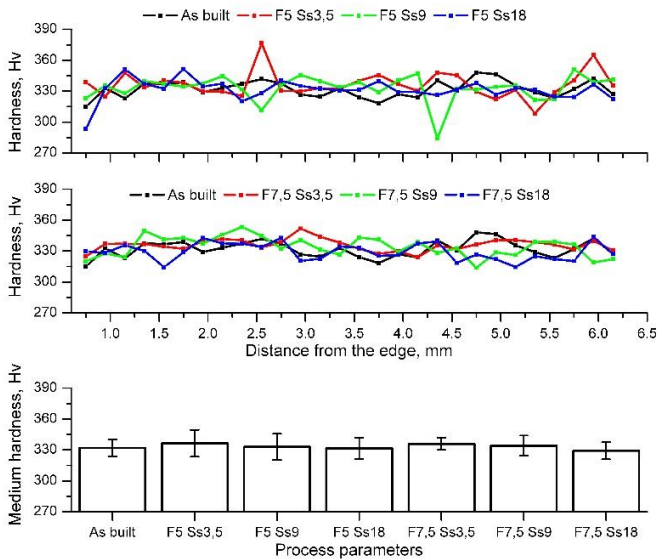 As built F5 Ss3,5 F5 Ss9 F5 Ss18
390
360
330
300
270
Hardness, Hv
As built F7,5 Ss3,5 F7,5 Ss9 F7,5 Ss18
390
360
330
300
270
Hardness, Hv
1.0 1.5 2.0 2.5 3.0 3.5 4.0 4.5 5.0 5.5 6.0 6.5
Distance from the edge, mm
390
360
330
300
270
Medium hardness, Hv
As built F5 Ss3,5 F5 Ss9 F5 Ss18 F7,5 Ss3,5 F7,5 Ss9 F7,5 Ss18
Process parameters